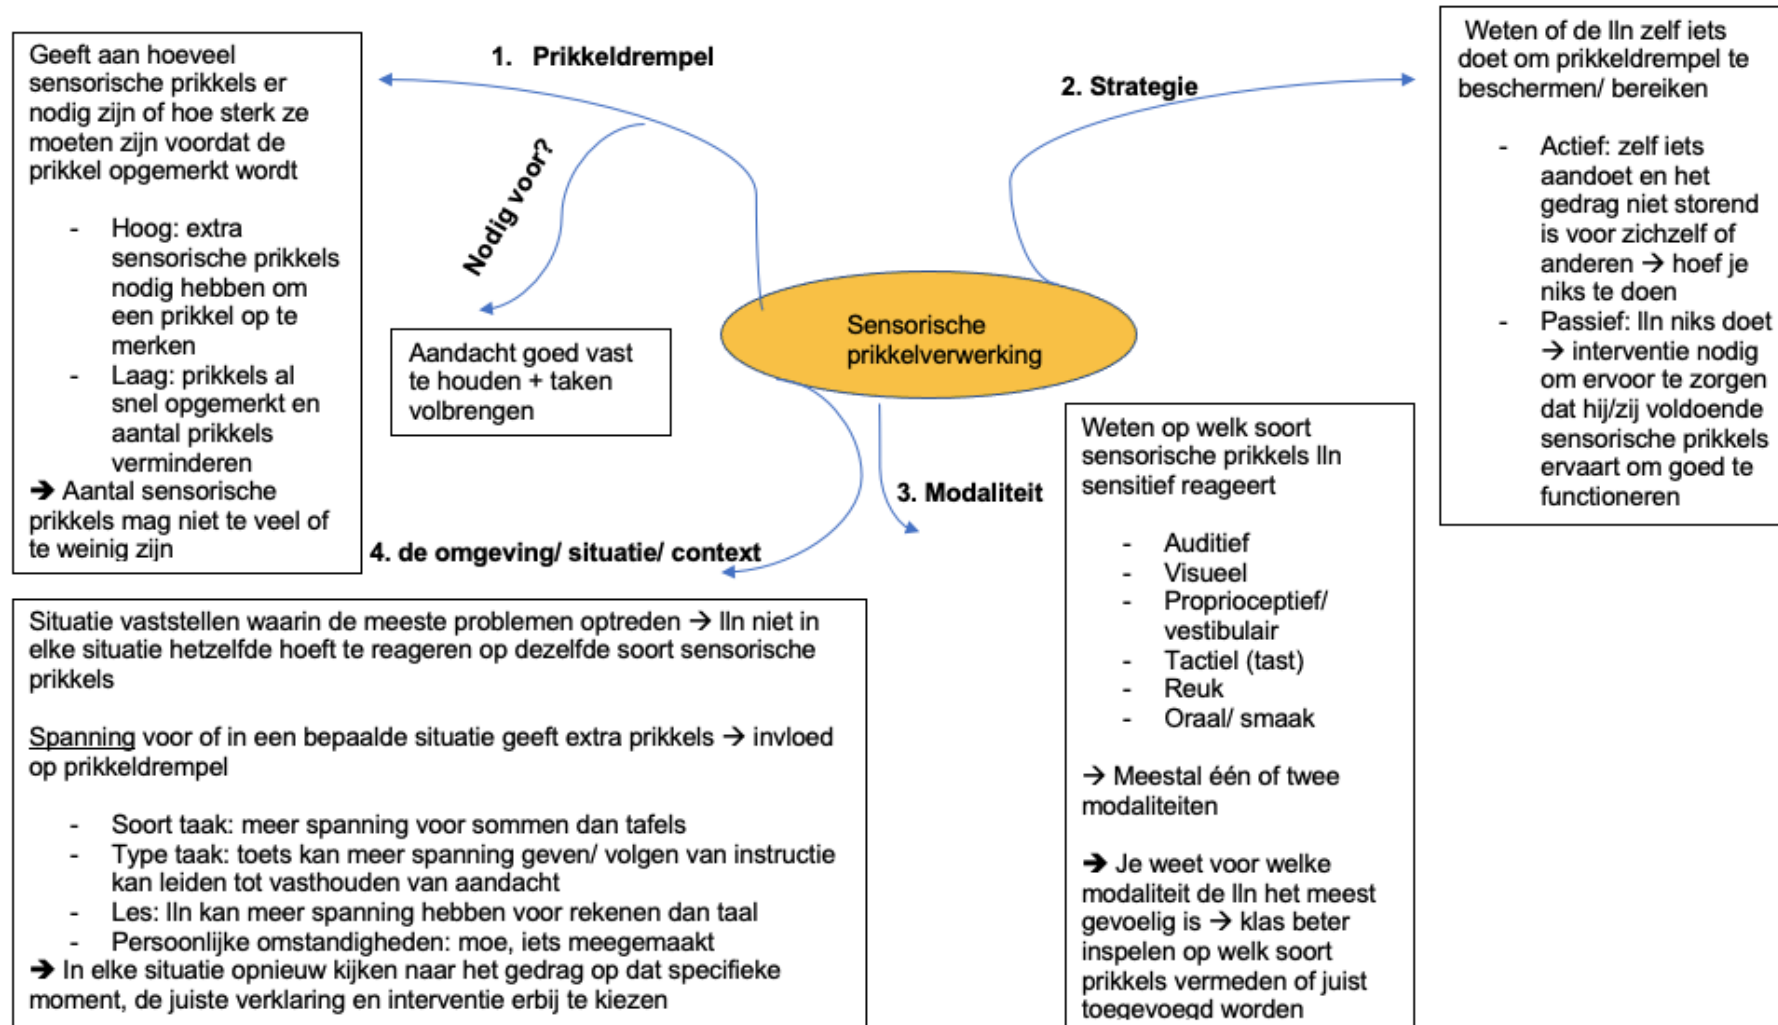 1. Prikkeldrempel
Geeft aan hoeveel
sensorische prikkels er
nodig zijn of hoe sterk ze
moeten zijn voordat de
prikkel opgemerkt wordt
- Hoog: extra
sensorische prikkels
nodig hebben om
een prikkel op te
merken
- Laag: prikkels al
snel opgemerkt en
aantal prikkels
verminderen
➔ Aantal sensorische
prikkels mag niet te veel of
te weinig zijn
Nodig voor?
Aandacht goed vast
te houden + taken
volbrengen
2. Strategie
Weten of de lln zelf iets
doet om prikkeldrempel te
beschermen/ bereiken
- Actief: zelf iets
aandoet en het
gedrag niet storend
is voor zichzelf of
anderen → hoef je
niks te doen
- Passief: lln niks doet
→ interventie nodig
om ervoor te zorgen
dat hij/zij voldoende
sensorische prikkels
ervaart om goed te
functioneren
Sensorische
prikkelverwerking
3. Modaliteit
Weten op welk soort
sensorische prikkels lln
sensitief reageert
- Auditief
- Visueel
- Proprioceptief/
vestibulair
- Tactiel (tast)
- Reuk
- Oraal/ smaak
→ Meestal één of twee
modaliteiten
➔ Je weet voor welke
modaliteit de lln het meest
gevoelig is → klas beter
inspelen op welk soort
prikkels vermeden of juist
toegevoegd worden
4. de omgeving/ situatie/ context
Situatie vaststellen waarin de meeste problemen optreden → lln niet in
elke situatie hetzelfde hoeft te reageren op dezelfde soort sensorische
prikkels
Spanning voor of in een bepaalde situatie geeft extra prikkels → invloed
op prikkeldrempel
- Soort taak: meer spanning voor sommen dan tafels
- Type taak: toets kan meer spanning geven/ volgen van instructie
kan leiden tot vasthouden van aandacht
- Les: lln kan meer spanning hebben voor rekenen dan taal
- Persoonlijke omstandigheden: moe, iets meegemaakt
➔ In elke situatie opnieuw kijken naar het gedrag op dat specifieke
moment, de juiste verklaring en interventie erbij te kiezen